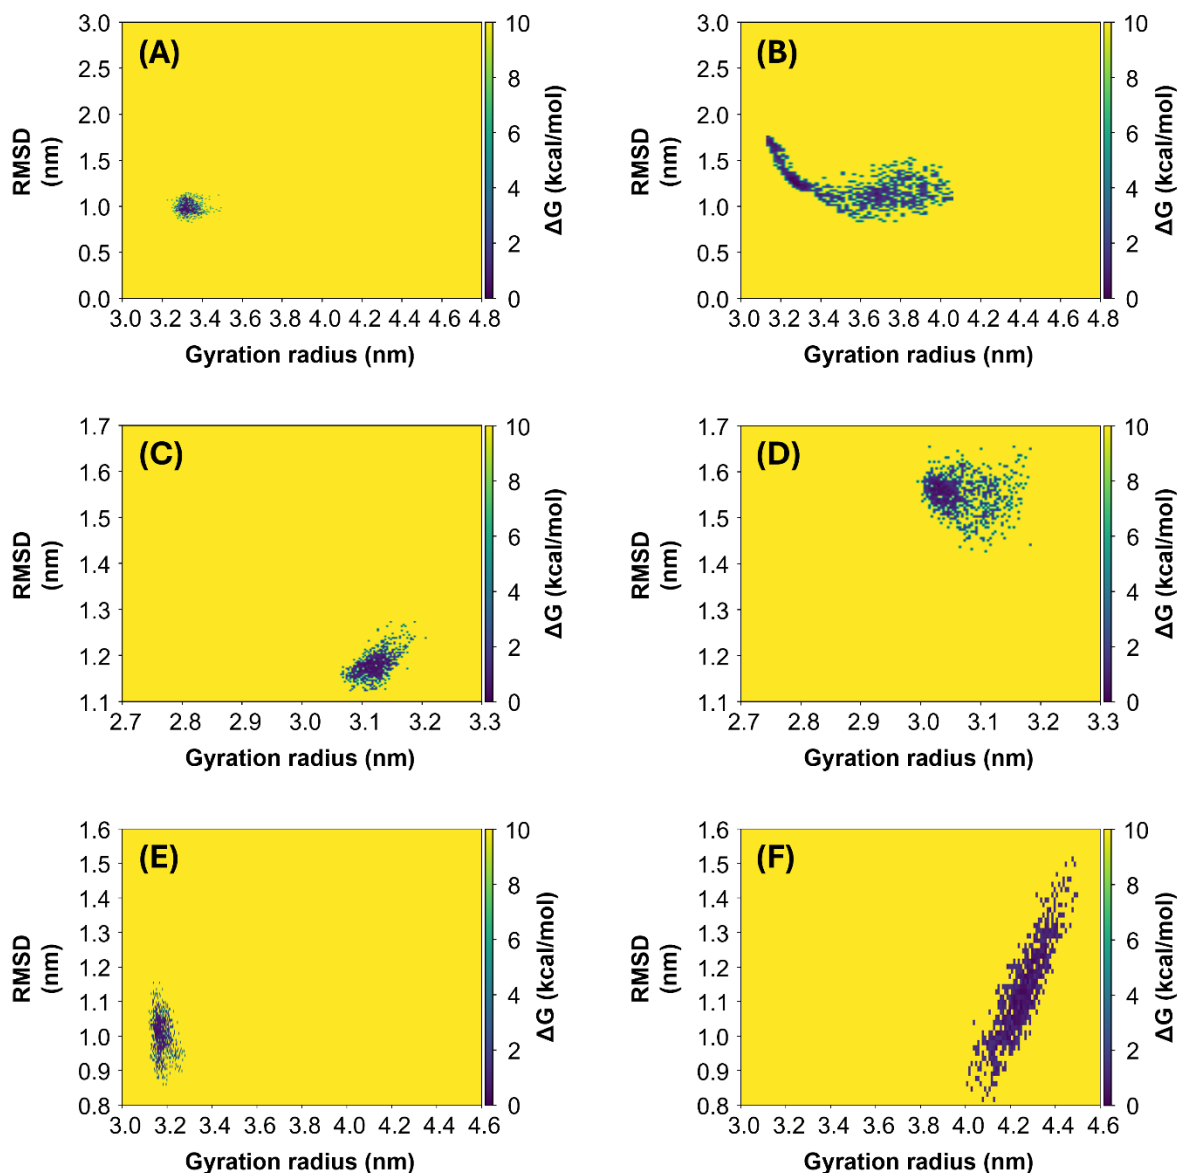 (A)
3.0
2.5
2.0
1.5
1.0
0.5
0.0
RMSD
(nm)
3.0 3.2 3.4 3.6 3.8 4.0 4.2 4.4 4.6 4.8
Gyration radius (nm)
10
8
6
4
2
0
ΔG (kcal/mol)
(B)
3.0
2.5
2.0
1.5
1.0
0.5
0.0
RMSD
(nm)
3.0 3.2 3.4 3.6 3.8 4.0 4.2 4.4 4.6 4.8
Gyration radius (nm)
10
8
6
4
2
0
ΔG (kcal/mol)
(C)
1.7
1.6
1.5
1.4
1.3
1.2
1.1
RMSD
(nm)
2.7 2.8 2.9 3.0 3.1 3.2 3.3
Gyration radius (nm)
10
8
6
4
2
0
ΔG (kcal/mol)
(D)
1.7
1.6
1.5
1.4
1.3
1.2
1.1
RMSD
(nm)
2.7 2.8 2.9 3.0 3.1 3.2 3.3
Gyration radius (nm)
10
8
6
4
2
0
ΔG (kcal/mol)
(E)
1.6
1.5
1.4
1.3
1.2
1.1
1.0
0.9
0.8
RMSD
(nm)
3.0 3.2 3.4 3.6 3.8 4.0 4.2 4.4 4.6
Gyration radius (nm)
10
8
6
4
2
0
ΔG (kcal/mol)
(F)
1.6
1.5
1.4
1.3
1.2
1.1
1.0
0.9
0.8
RMSD
(nm)
3.0 3.2 3.4 3.6 3.8 4.0 4.2 4.4 4.6
Gyration radius (nm)
10
8
6
4
2
0
ΔG (kcal/mol)